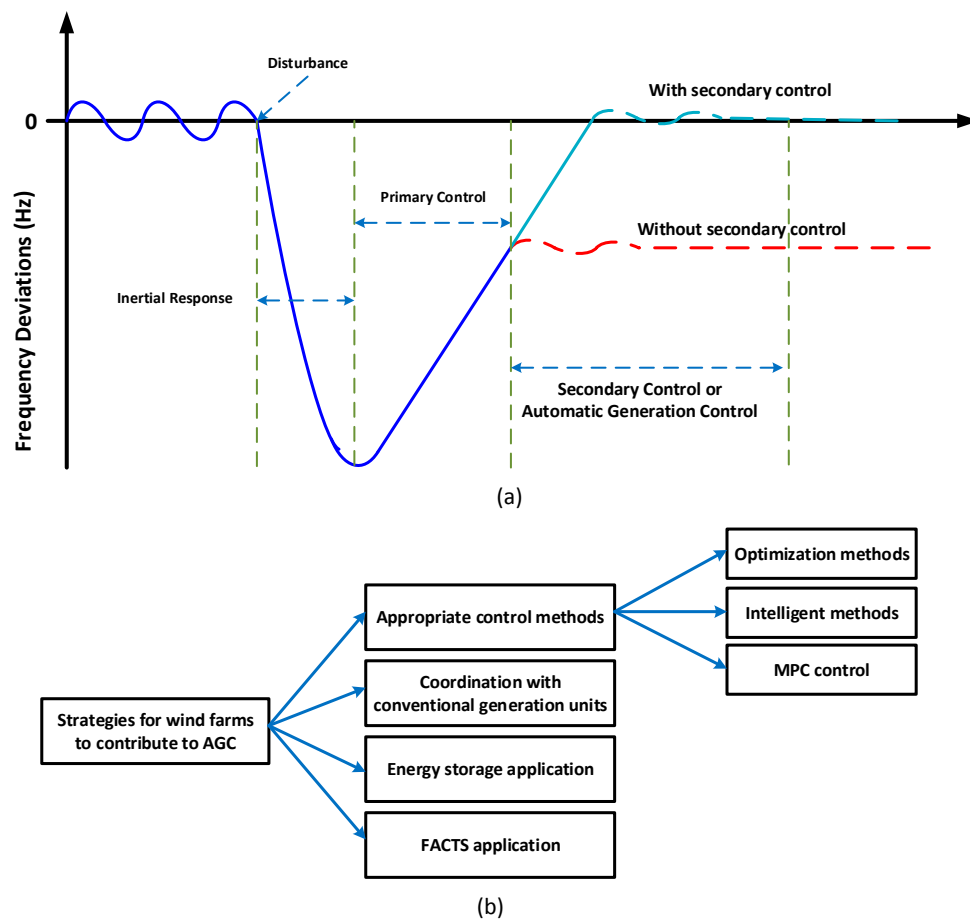 Disturbance
With secondary control
0
Primary Control
Without secondary control
Inertial Response
Secondary Control or
Automatic Generation Control
Frequency Deviations (Hz)
(a)
Optimization methods
Appropriate control methods
Intelligent methods
MPC control
Coordination with
conventional generation units
Strategies for wind farms
to contribute to AGC
Energy storage application
FACTS application
(b)